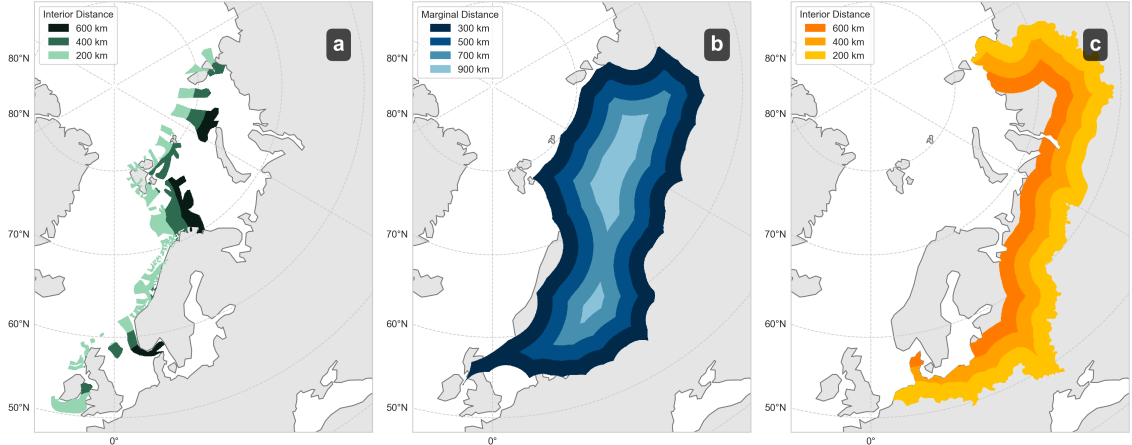 Interior Distance
600 km
400 km
200 km
a
80°N
80°N
70°N
60°N
50°N
0°
Marginal Distance
300 km
500 km
700 km
900 km
b
80°N
80°N
70°N
60°N
50°N
0°
Interior Distance
600 km
400 km
200 km
c
80°N
80°N
70°N
60°N
50°N
0°